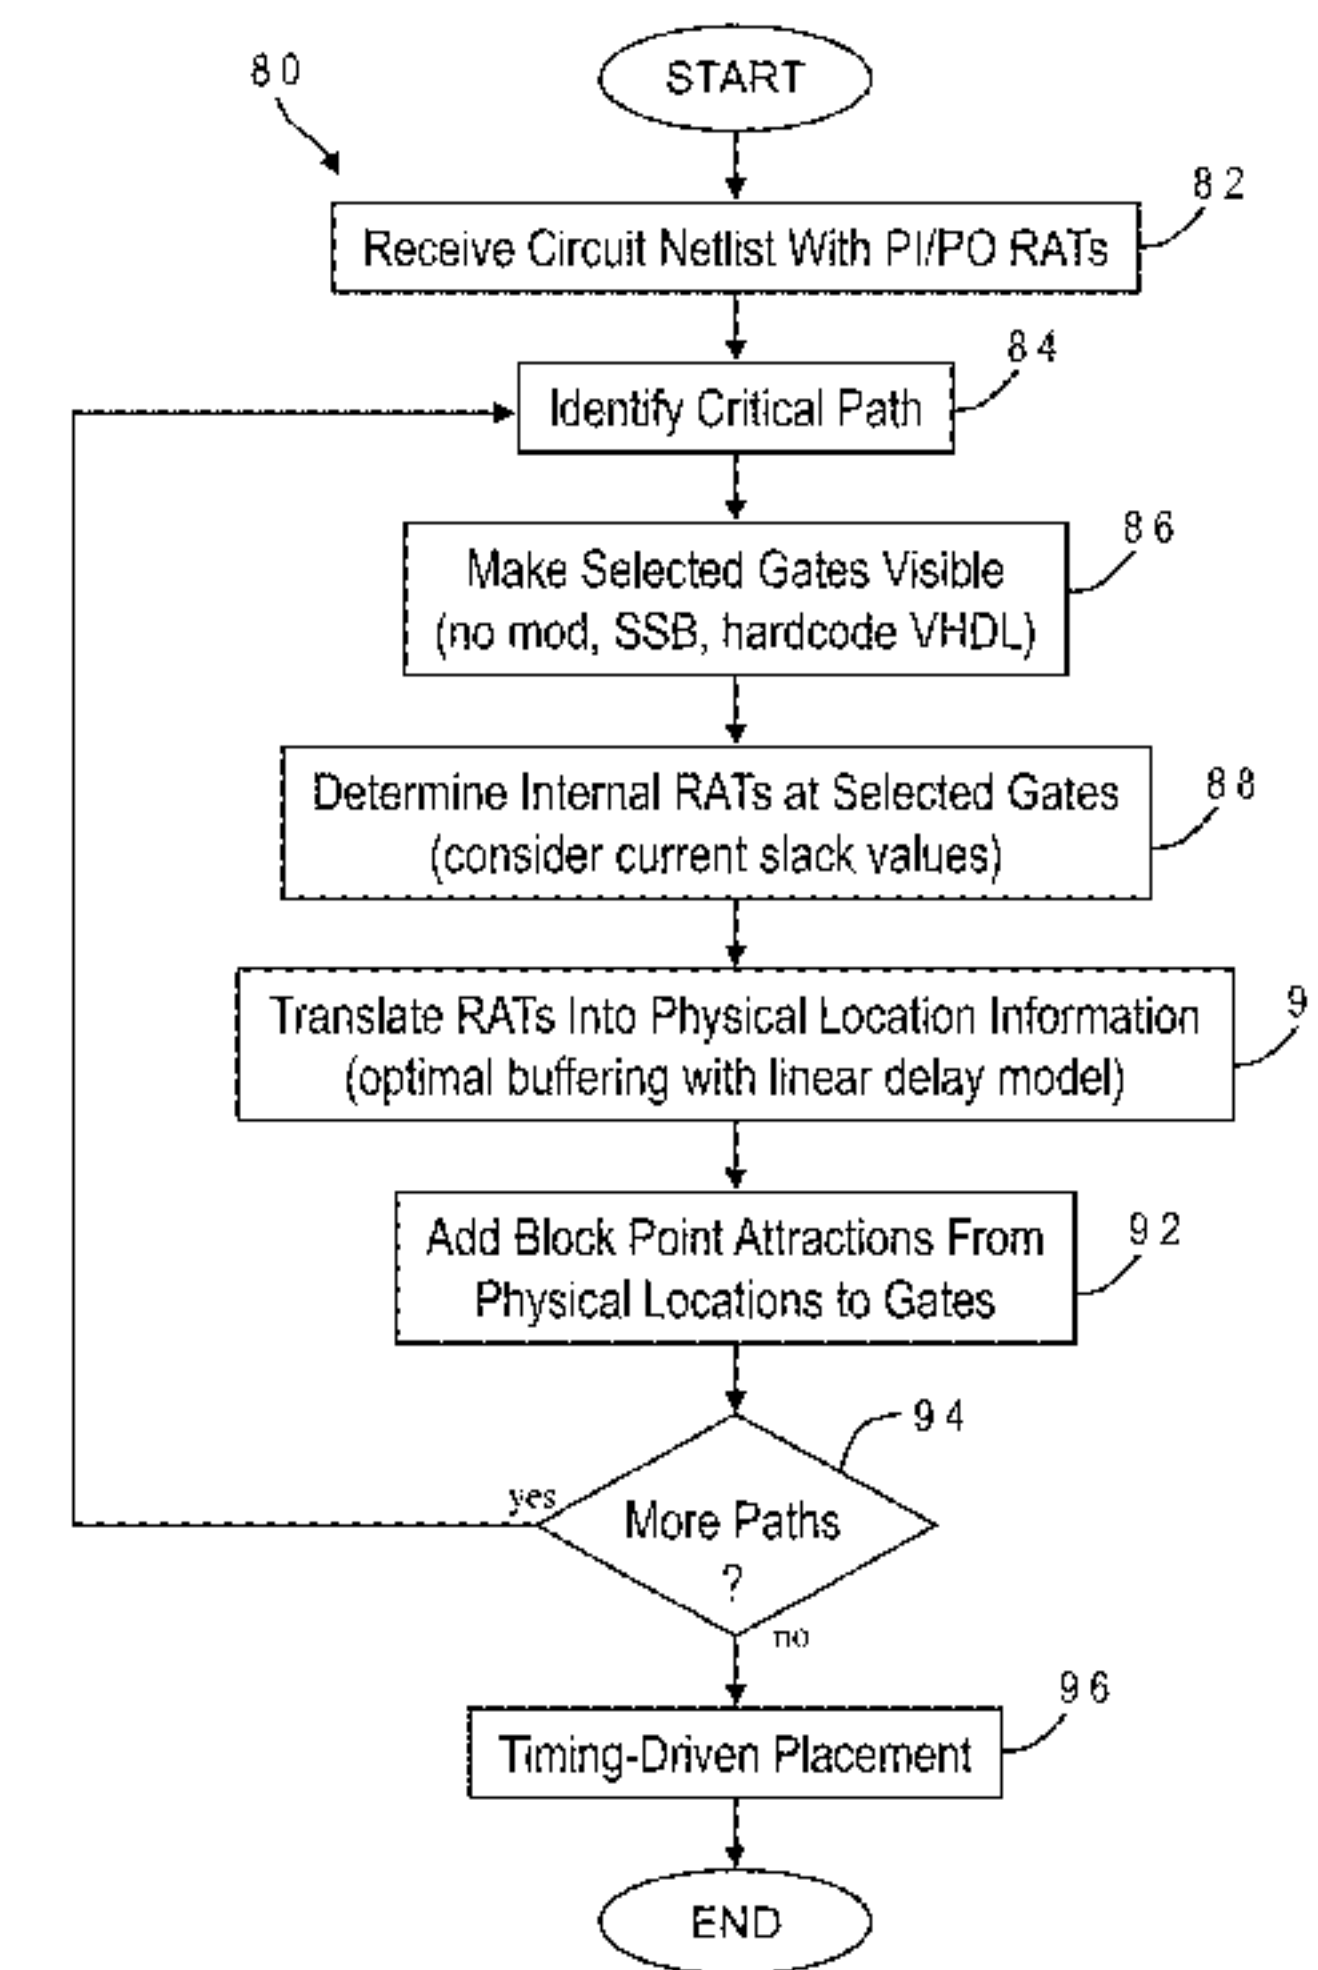 80
START
82
Receive Circuit Netlist With PI/PO RATs
84
Identify Critical Path
86
Make Selected Gates Visible
(no mod, SSB, hardcode VHDL)
88
Determine Internal RATs at Selected Gates
(consider current slack values)
9
Translate RATs Into Physical Location Information
(optimal buffering with linear delay model)
92
Add Block Point Attractions From
Physical Locations to Gates
94
yes
More Paths
?
no
96
Timing-Driven Placement
END